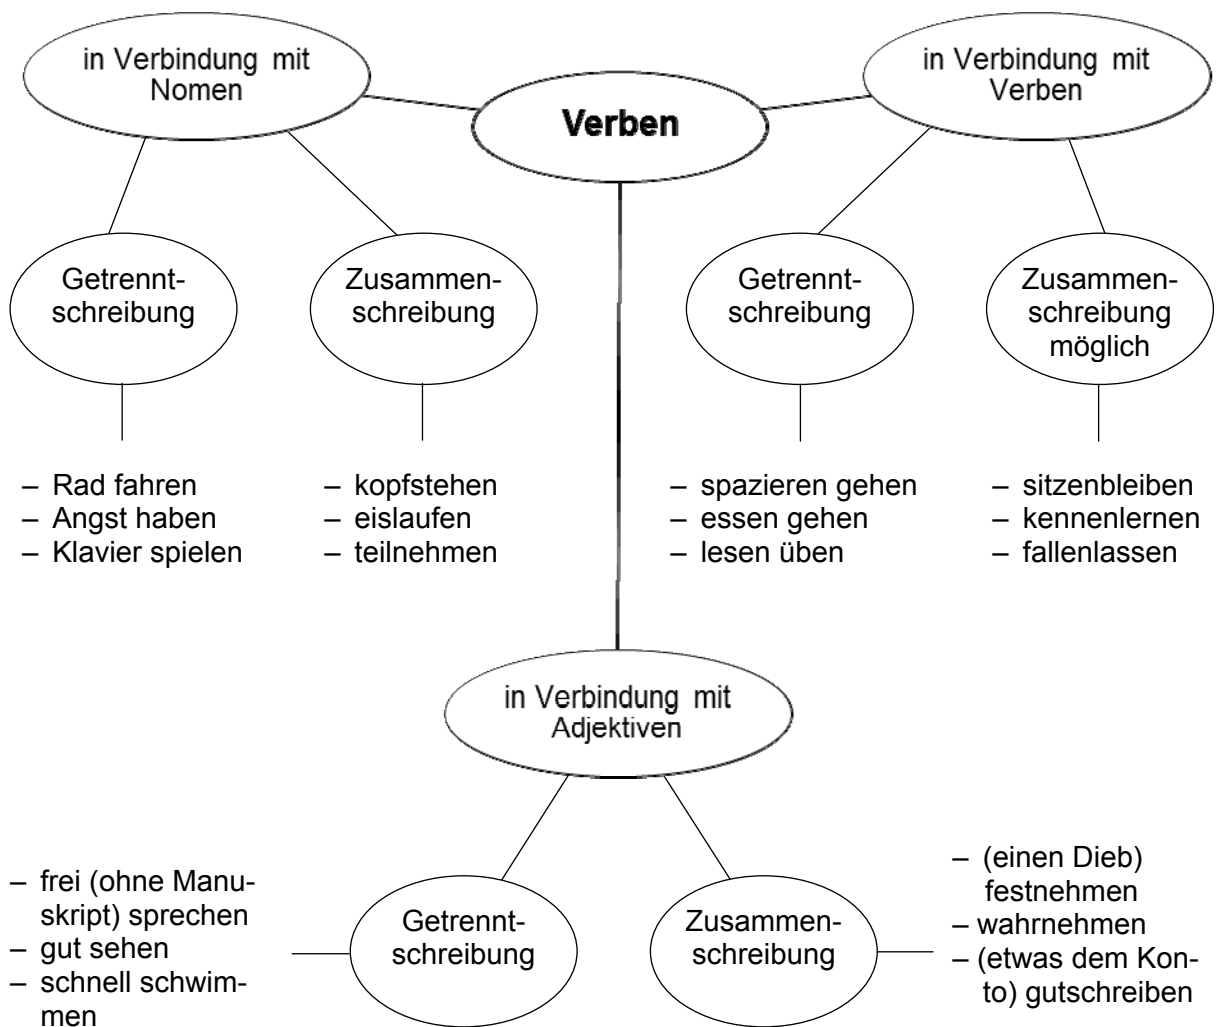 in Verbindung mit
Nomen
Verben
in Verbindung mit
Verben
Getrennt-
schreibung
Zusammen-
schreibung
Getrennt-
schreibung
Zusammen-
schreibung
möglich
– Rad fahren
– Angst haben
– Klavier spielen
– kopfstehen
– eislaufen
– teilnehmen
– spazieren gehen
– essen gehen
– lesen üben
– sitzenbleiben
– kennenlernen
– fallenlassen
in Verbindung mit
Adjektiven
– frei (ohne Manu-
skript) sprechen
– gut sehen
– schnell schwim-
men
Getrennt-
schreibung
Zusammen-
schreibung
– (einen Dieb)
festnehmen
– wahrnehmen
– (etwas dem Kon-
to) gutschreiben